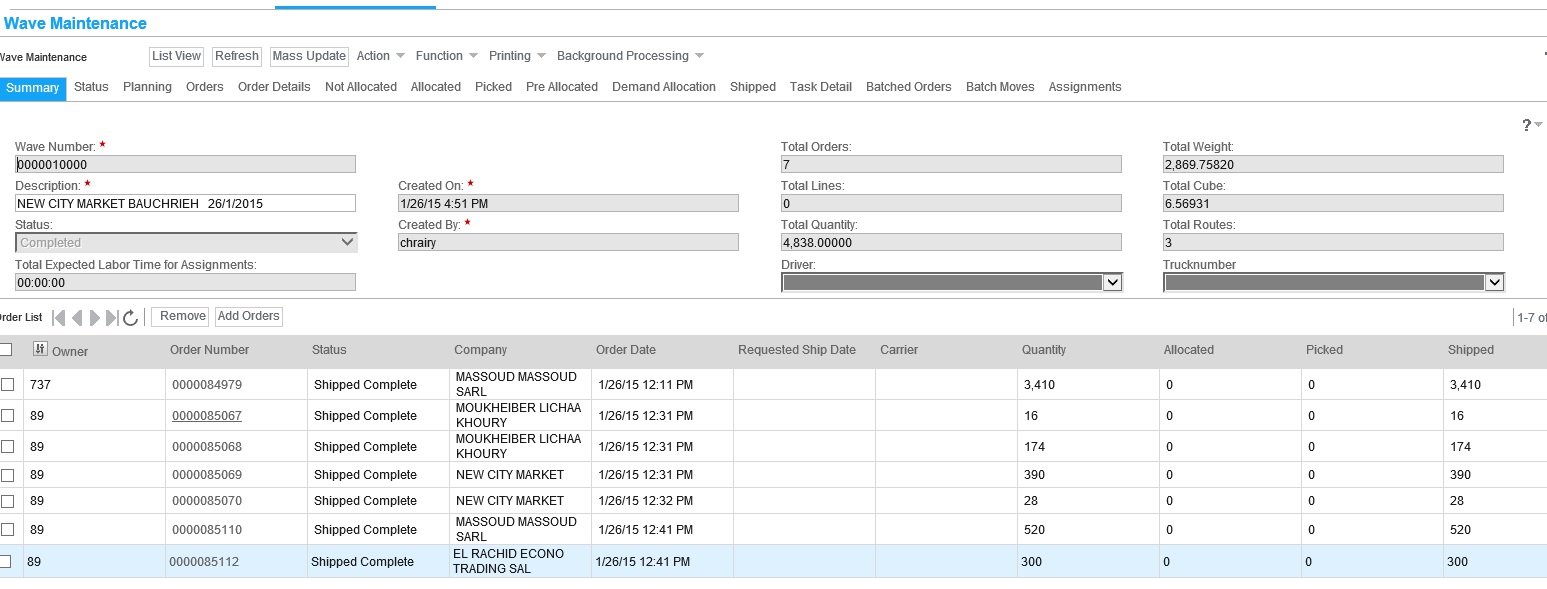 Wave Maintenance
Wave Maintenance List View Refresh Mass Update Action Function Printing Background Processing
Summary Status Planning Orders Order Details Not Allocated Allocated Picked Pre Allocated Demand Allocation Shipped Task Detail Batched Orders Batch Moves Assignments
?
Wave Number: * Total Orders: Total Weight:
0000010000 7 2,869.75820
Description: * Created On: * Total Lines: Total Cube:
NEW CITY MARKET BAUCHRIEH 26/1/2015 1/26/15 4:51 PM 0 6.56931
Status: Created By: * Total Quantity: Total Routes:
Completed chrairy 4,838.00000 3
Total Expected Labor Time for Assignments: Driver: Trucknumber
00:00:00
Order List Remove Add Orders 1-7 of
Owner Order Number Status Company Order Date Requested Ship Date Carrier Quantity Allocated Picked Shipped
737 0000084979 Shipped Complete MASSOUD MASSOUD SARL 1/26/15 12:11 PM 3,410 0 0 3,410
89 0000085067 Shipped Complete MOUKHEIBER LICHAA KHOURY 1/26/15 12:31 PM 16 0 0 16
89 0000085068 Shipped Complete MOUKHEIBER LICHAA KHOURY 1/26/15 12:31 PM 174 0 0 174
89 0000085069 Shipped Complete NEW CITY MARKET 1/26/15 12:31 PM 390 0 0 390
89 0000085070 Shipped Complete NEW CITY MARKET 1/26/15 12:32 PM 28 0 0 28
89 0000085110 Shipped Complete MASSOUD MASSOUD SARL 1/26/15 12:41 PM 520 0 0 520
89 0000085112 Shipped Complete EL RACHID ECONO TRADING SAL 1/26/15 12:41 PM 300 0 0 300